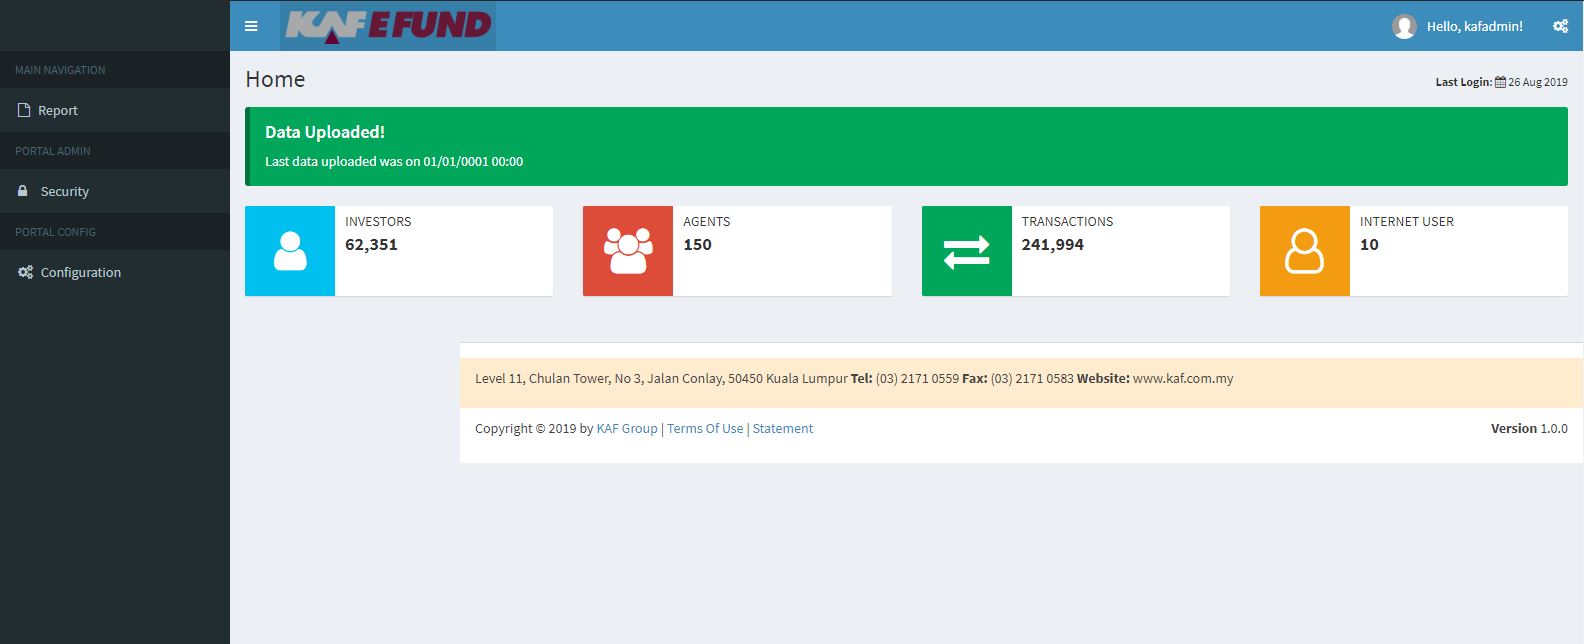 KAF E FUND
Hello, kafadmin!
MAIN NAVIGATION
Report
PORTAL ADMIN
Security
PORTAL CONFIG
Configuration
Home
Last Login: 26 Aug 2019
Data Uploaded!
Last data uploaded was on 01/01/0001 00:00
INVESTORS
62,351
AGENTS
150
TRANSACTIONS
241,994
INTERNET USER
10
Level 11, Chulan Tower, No 3, Jalan Conlay, 50450 Kuala Lumpur Tel: (03) 2171 0559 Fax: (03) 2171 0583 Website: www.kaf.com.my
Copyright © 2019 by KAF Group | Terms Of Use | Statement
Version 1.0.0